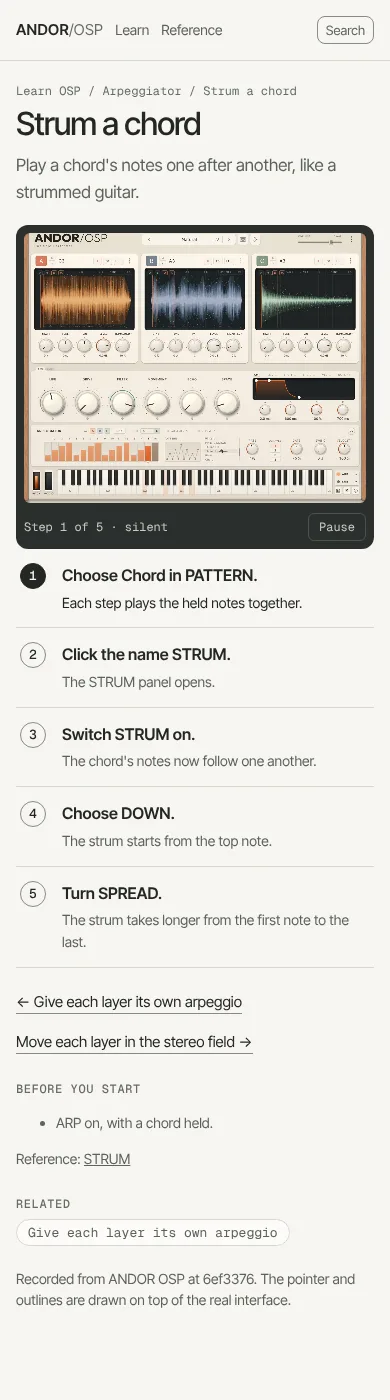 ANDOR/OSP Learn Reference Search
Learn OSP / Arpeggiator / Strum a chord
Strum a chord
Play a chord's notes one after another, like a
strummed guitar.
ANDOR/OSP
Manual
Step 1 of 5 · silent
Pause
1 Choose Chord in PATTERN.
Each step plays the held notes together.
2 Click the name STRUM.
The STRUM panel opens.
3 Switch STRUM on.
The chord's notes now follow one another.
4 Choose DOWN.
The strum starts from the top note.
5 Turn SPREAD.
The strum takes longer from the first note to the
last.
← Give each layer its own arpeggio
Move each layer in the stereo field →
BEFORE YOU START
• ARP on, with a chord held.
Reference: STRUM
RELATED
Give each layer its own arpeggio
Recorded from ANDOR OSP at 6ef3376. The pointer and
outlines are drawn on top of the real interface.